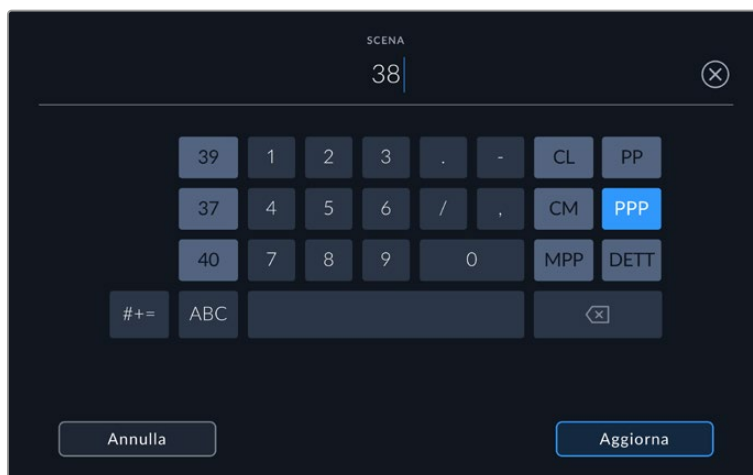 SCENA
38
39 1 2 3 . - CL PP
37 4 5 6 / , CM PPP
40 7 8 9 0 MPP DETT
#+= ABC
Annulla Aggiorna